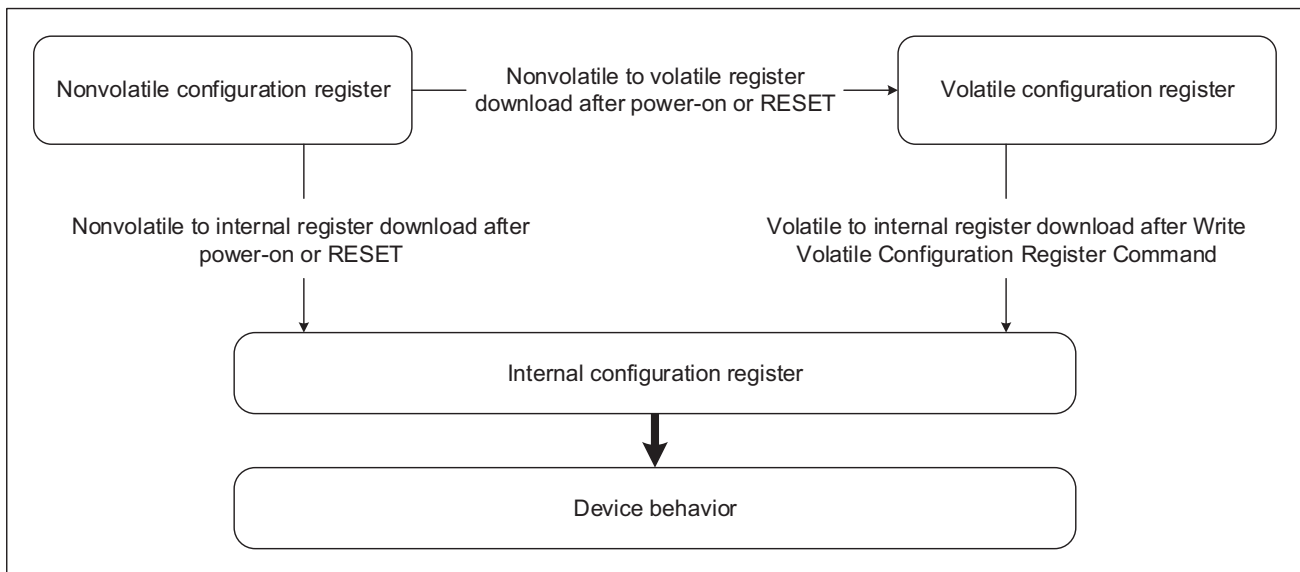 Nonvolatile configuration register
Nonvolatile to volatile register
download after power-on or RESET
Volatile configuration register
Nonvolatile to internal register download after
power-on or RESET
Volatile to internal register download after Write
Volatile Configuration Register Command
Internal configuration register
Device behavior